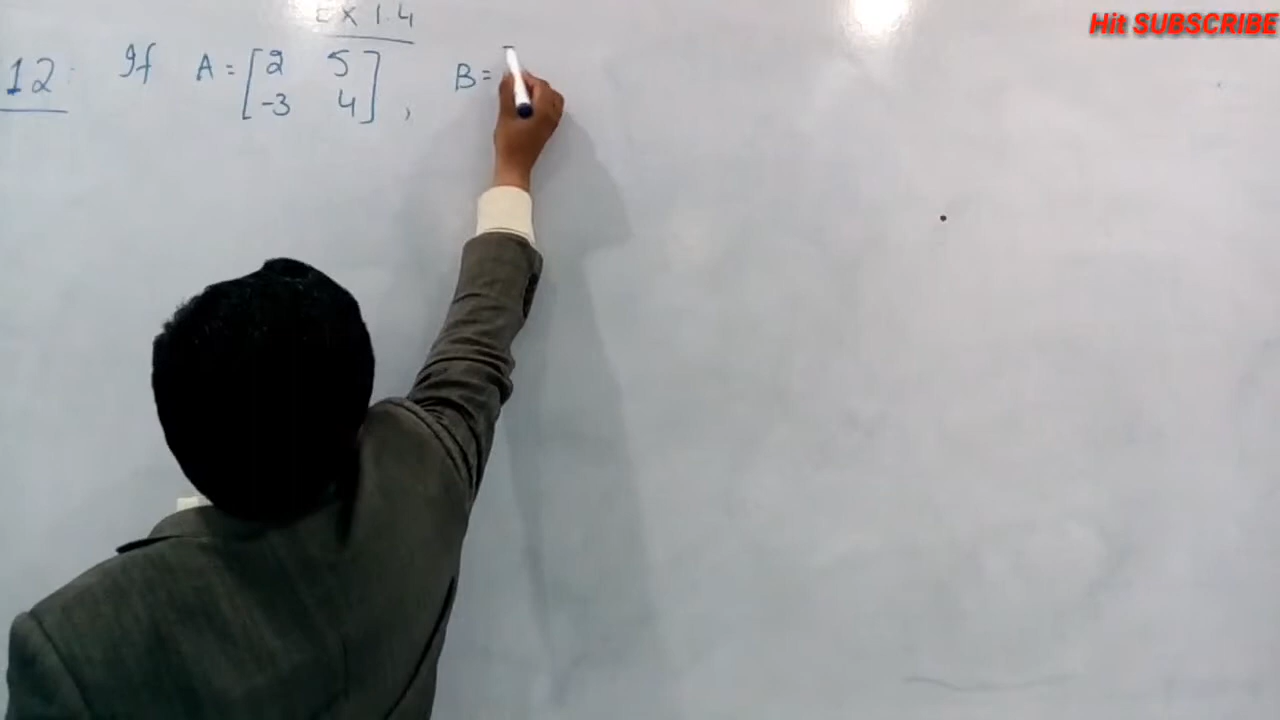 Hit SUBSCRIBE
Ex 1.4
12. If A = [2 5
-3 4], B =